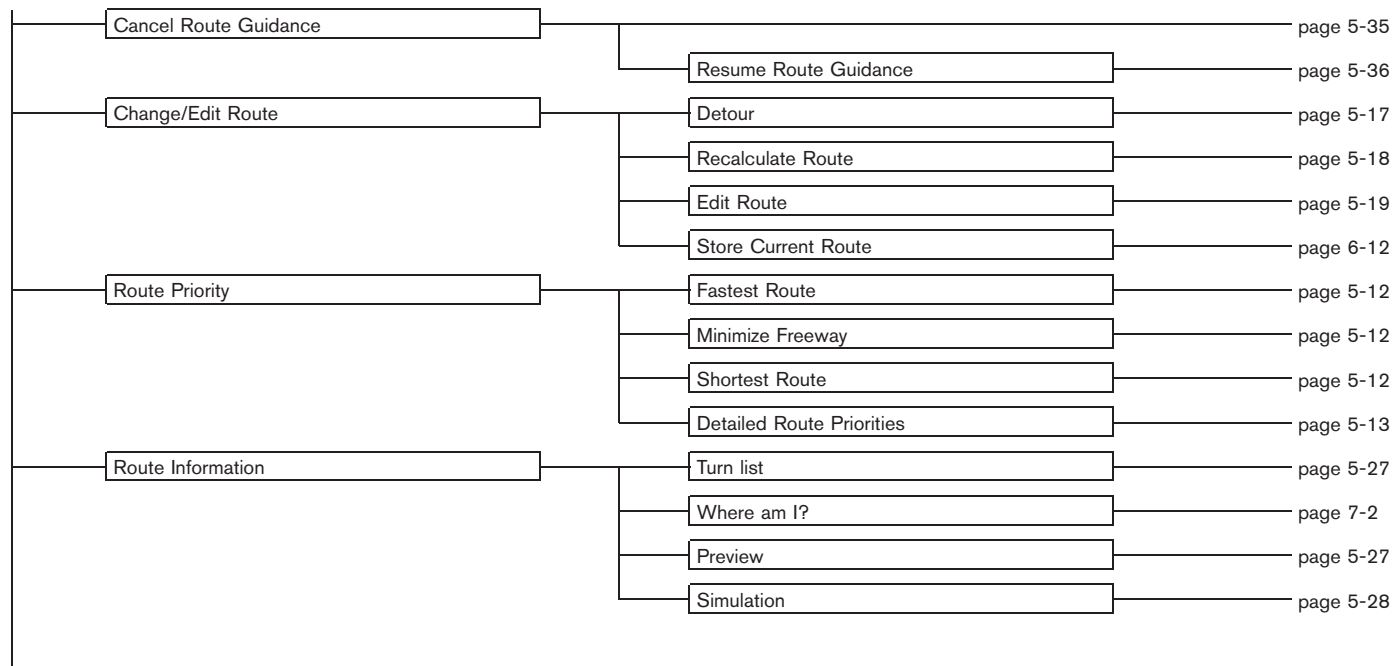 Cancel Route Guidance page 5-35
Resume Route Guidance page 5-36
Change/Edit Route Detour page 5-17
Recalculate Route page 5-18
Edit Route page 5-19
Store Current Route page 6-12
Route Priority Fastest Route page 5-12
Minimize Freeway page 5-12
Shortest Route page 5-12
Detailed Route Priorities page 5-13
Route Information Turn list page 5-27
Where am I? page 7-2
Preview page 5-27
Simulation page 5-28